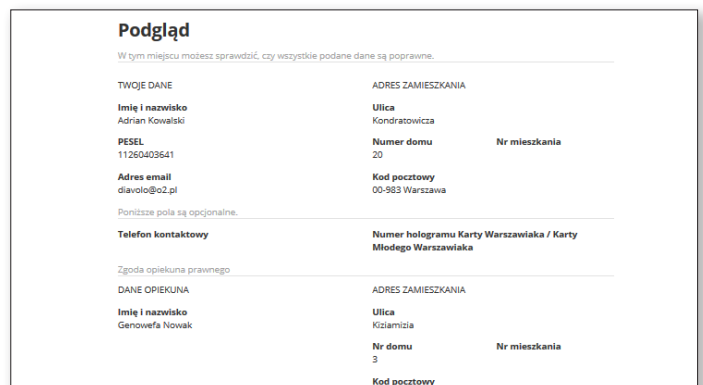 Podgląd
W tym miejscu możesz sprawdzić, czy wszystkie podane dane są poprawne.
TWOJE DANE
ADRES ZAMIESZKANIA
Imię i nazwisko
Adrian Kowalski
Ulica
Kondratowicza
PESEL
11260403641
Numer domu
20
Nr mieszkania
Adres email
diavolo@o2.pl
Kod pocztowy
00-983 Warszawa
Poniższe pola są opcjonalne.
Telefon kontaktowy
Numer hologramu Karty Warszawiaka / Karty
Młodego Warszawiaka
Zgoda opiekuna prawnego
DANE OPIEKUNA
ADRES ZAMIESZKANIA
Imię i nazwisko
Genowefa Nowak
Ulica
Kiziamizia
Nr domu
3
Nr mieszkania
Kod pocztowy